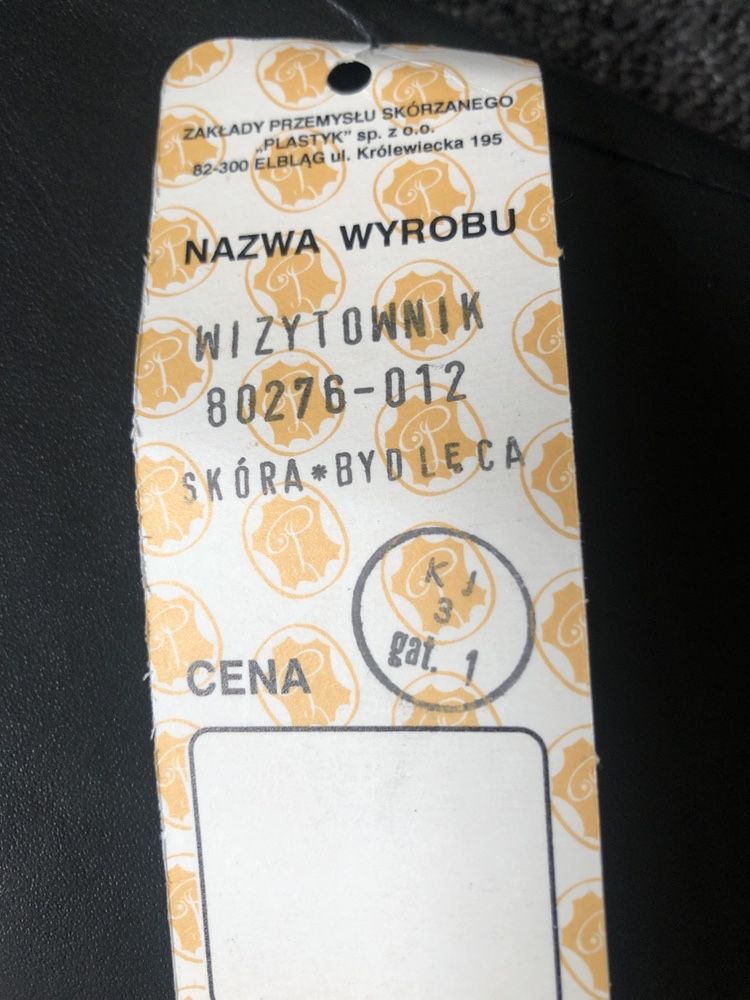 ZAKŁADY PRZEMYSŁU SKÓRZANEGO
„PLASTYK” sp. z o.o.
82-300 ELBLĄG ul. Królewiecka 195
NAZWA WYROBU
WIZYTOWNIK
80276-012
SKÓRA*BYDLĘCA
KJ
3
gat. 1
CENA